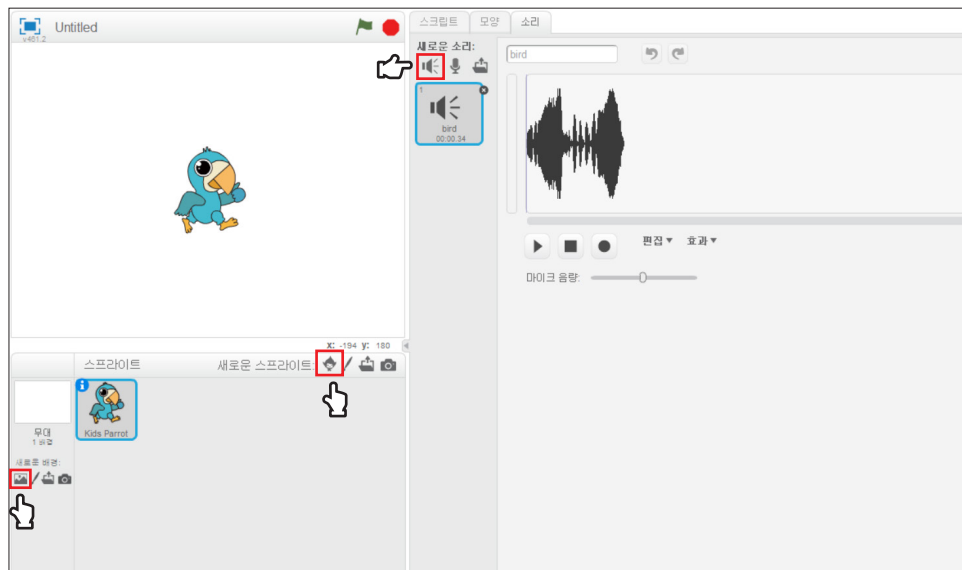 Untitled
v461.2
스크립트 모양 소리
새로운 소리:
bird
1
bird
00:00.34
편집 효과
마이크 음량:
x: -194 y: 180
스프라이트 새로운 스프라이트:
Kids Parrot
무대
1 배경
새로운 배경: